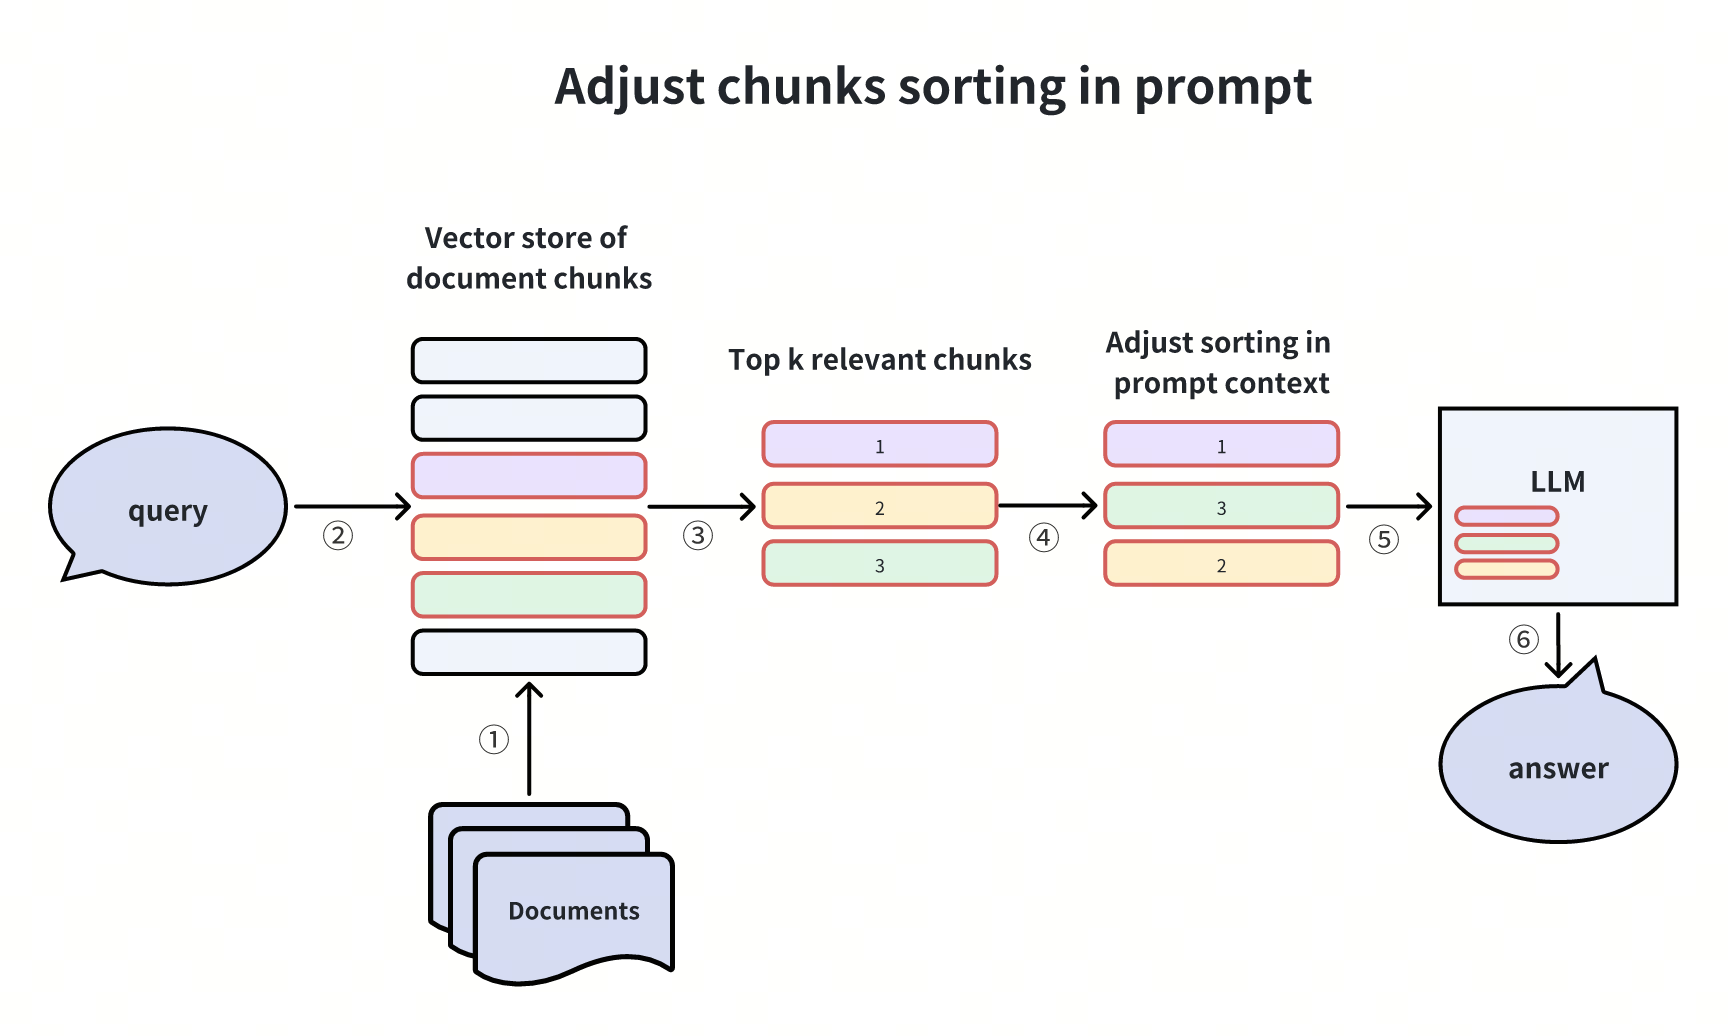 Adjust chunks sorting in prompt
Vector store of
document chunks
Top k relevant chunks
Adjust sorting in
prompt context
query
②
③
1
2
3
④
1
3
2
⑤
LLM
⑥
answer
①
Documents